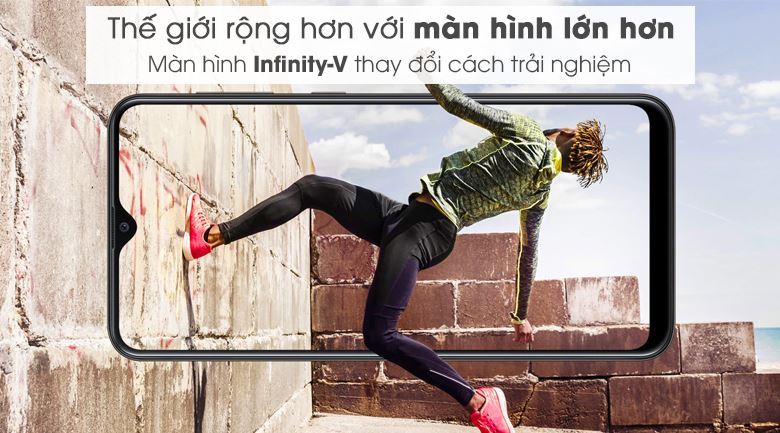 Thế giới rộng hơn với màn hình lớn hơn
Màn hình Infinity-V thay đổi cách trải nghiệm